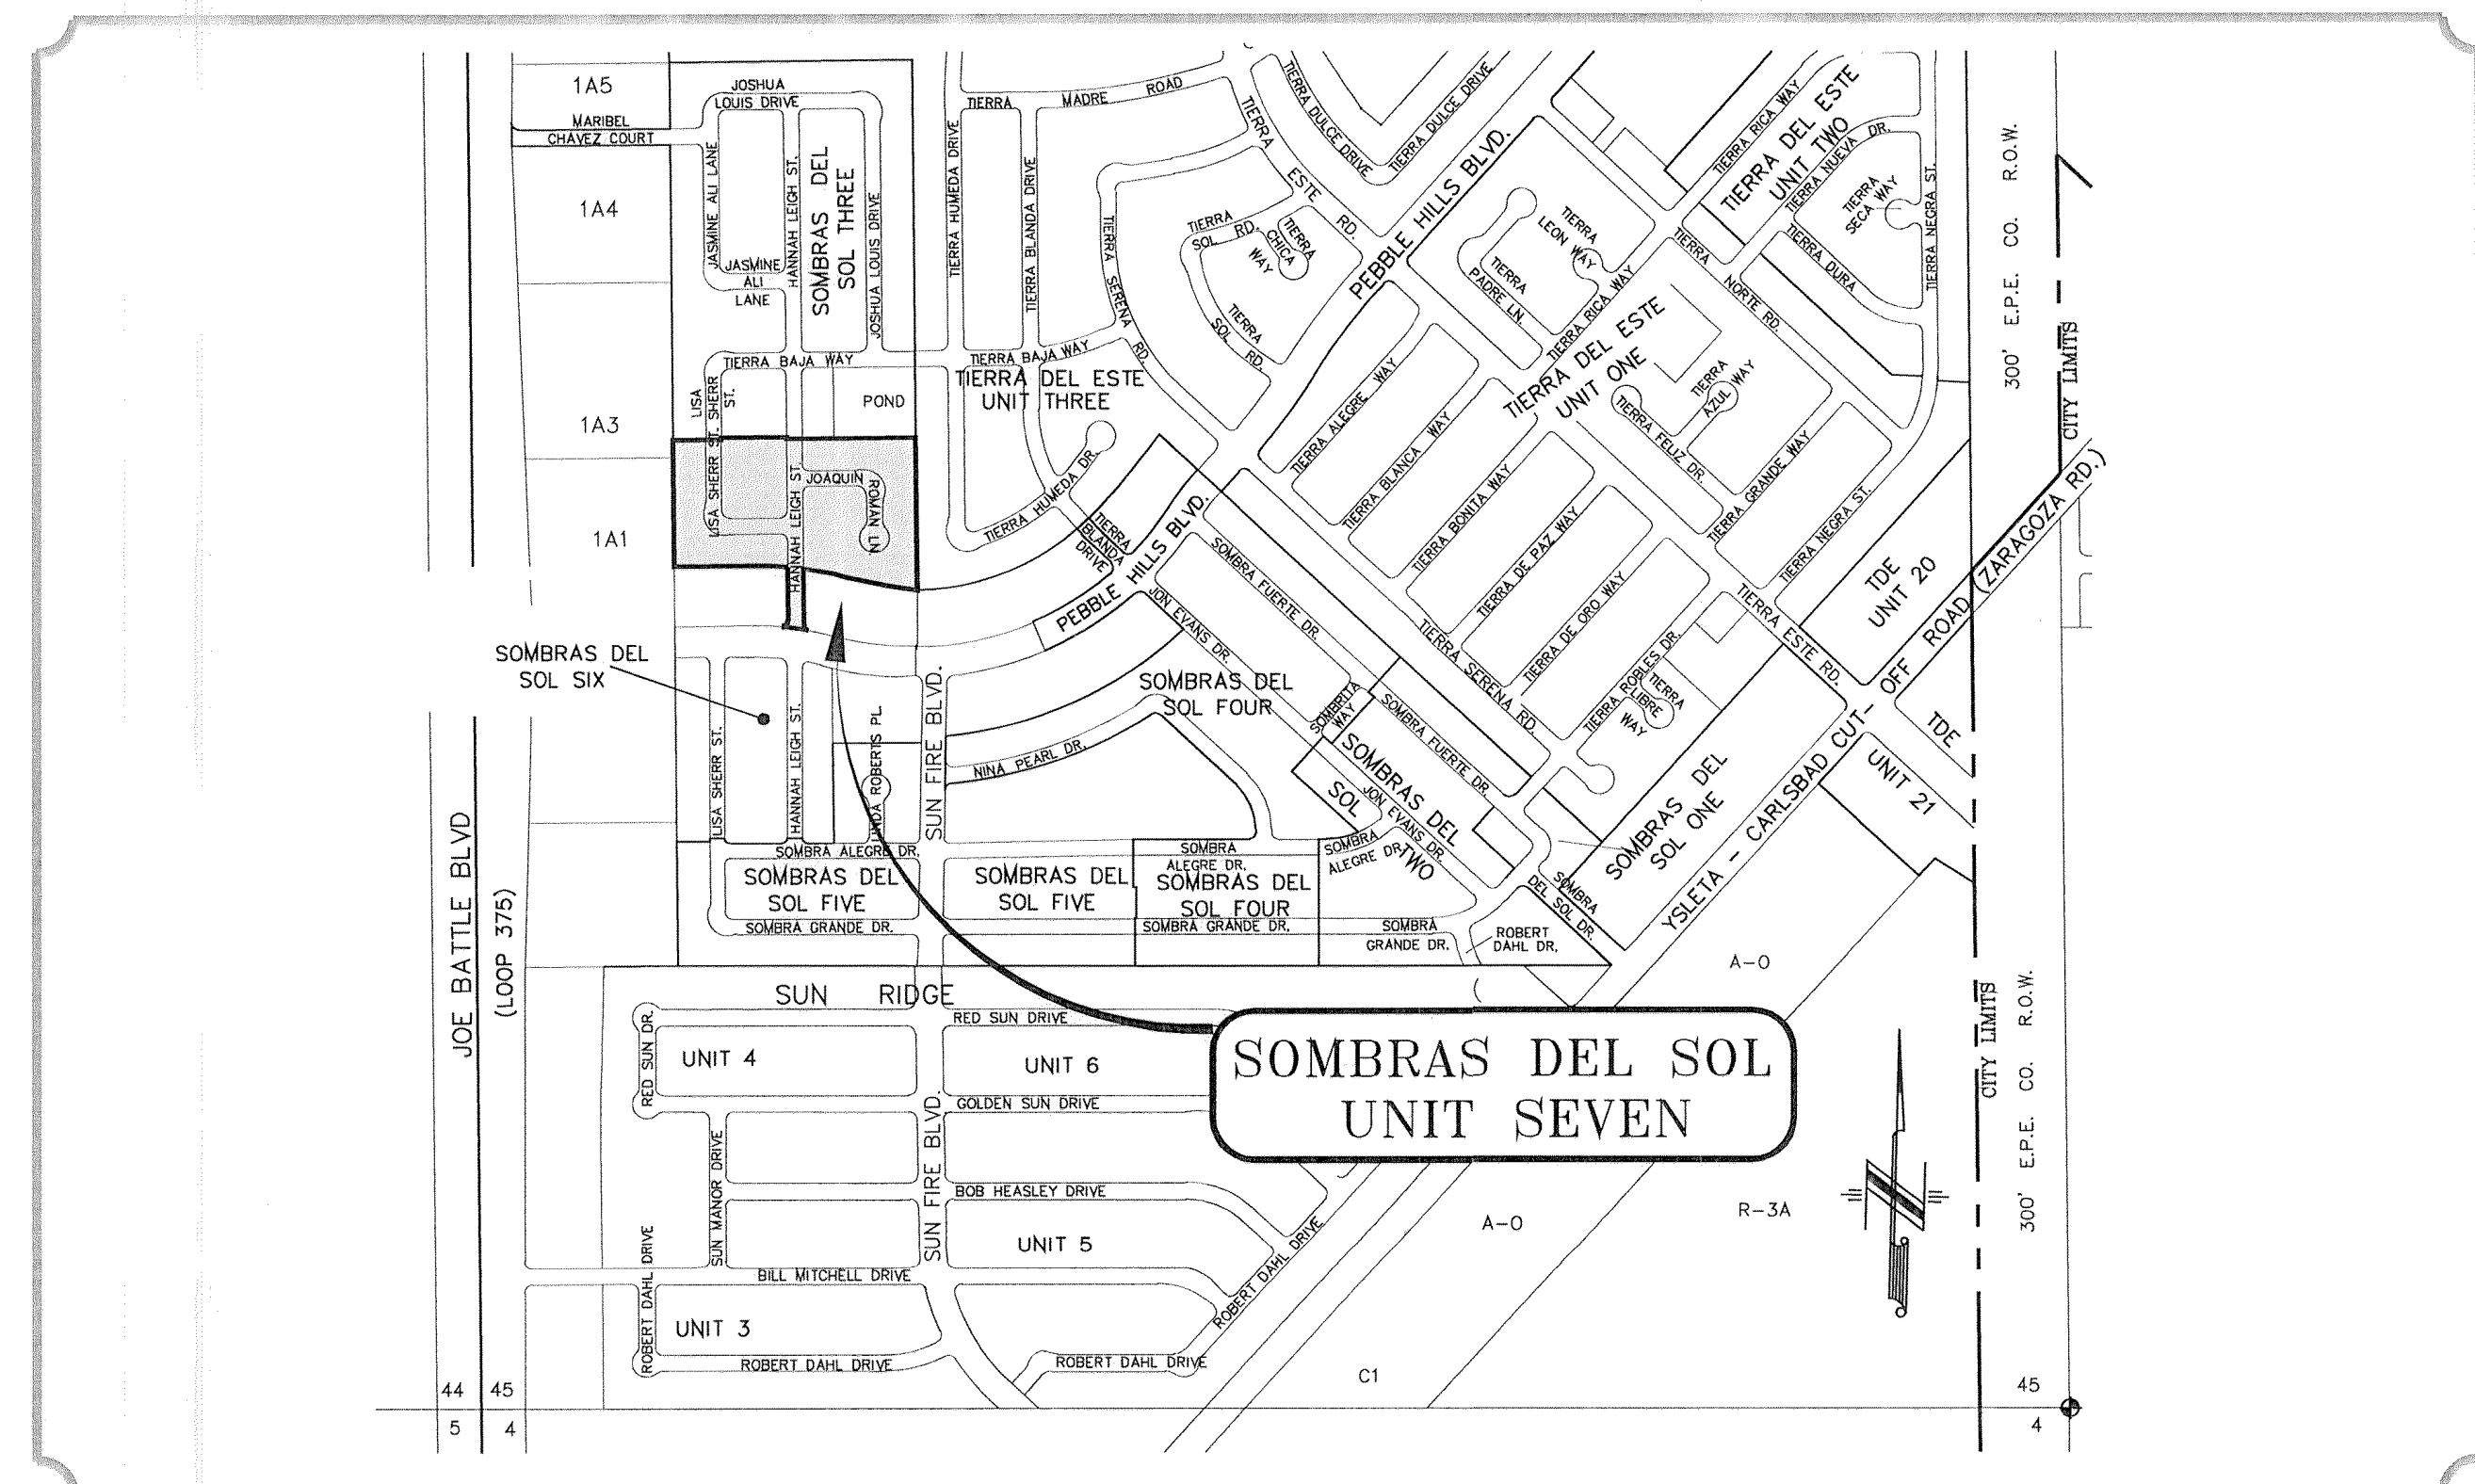 1A5
JOSHUA
LOUIS DRIVE
MARIBEL
CHAVEZ COURT
1A4
JASMINE ALI LANE
HANNAH LEIGH ST.
SOMBRAS DEL
SOL THREE
JOSHUA LOUIS DRIVE
JASMINE
ALI
LANE
TIERRA HUMEDA DRIVE
TIERRA
MADRE
ROAD
TIERRA BLANDA DRIVE
TIERRA
ESTE
RD.
TIERRA DULCE DRIVE
TIERRA DULCE DRIVE
PEBBLE HILLS BLVD.
TIERRA
SERENA
RD.
TIERRA
SOL RD.
TIERRA
CHICA
WAY
TIERRA
SOL RD.
TIERRA
LEON WAY
TIERRA
PADRE LN.
TIERRA RICA WAY
TIERRA RICA WAY
TIERRA DEL ESTE
UNIT TWO
TIERRA NUEVA DR.
TIERRA
SECA WAY
TIERRA NEGRA ST.
TIERRA DURA
TIERRA
NORTE RD.
300' E.P.E. CO. R.O.W.
CITY LIMITS
TIERRA BAJA WAY
TIERRA BAJA WAY
TIERRA DEL ESTE
UNIT THREE
TIERRA DEL ESTE
UNIT ONE
LISA
SHERR
ST.
POND
1A3
LISA SHERR ST.
HANNAH LEIGH ST.
JOAQUIN
ROMAN LN.
1A1
HANNAH LEIGH ST.
TIERRA HUMEDA DR.
TIERRA
BLANDA
DRIVE
PEBBLE HILLS BLVD.
TIERRA ALEGRE WAY
TIERRA BLANCA WAY
TIERRA BONITA WAY
TIERRA DE PAZ WAY
TIERRA DE ORO WAY
TIERRA FELIZ DR.
TIERRA
AZUL WAY
TIERRA GRANDE WAY
TIERRA NEGRA ST.
TDE
UNIT 20
TIERRA ESTE RD.
TIERRA SERENA RD.
TIERRA ROBLES DR.
TIERRA
LIBRE
WAY
YSLETA - CARLSBAD CUT-OFF ROAD (ZARAGOZA RD.)
TDE
UNIT 21
SOMBRAS DEL
SOL SIX
SOMBRA FUERTE DR.
JON EVANS DR.
SOMBRAS DEL
SOL FOUR
SOMBRITA
WAY
SOMBRA FUERTE DR.
SOMBRAS DEL
SOL
TWO
JON EVANS DR.
SOMBRAS DEL
SOL ONE
LISA SHERR ST.
HANNAH LEIGH ST.
ROBERTS PL.
SUN FIRE BLVD.
NINA PEARL DR.
SOMBRA ALEGRE DR.
SOMBRA
ALEGRE DR.
SOMBRA
ALEGRE DR.
SOMBRAS DEL
SOL FIVE
SOMBRAS DEL
SOL FIVE
SOMBRAS DEL
SOL FOUR
SOMBRA GRANDE DR.
SOMBRA GRANDE DR.
SOMBRA
GRANDE DR.
SOMBRA
DEL SOL DR.
ROBERT
DAHL DR.
JOE BATTLE BLVD
(LOOP 375)
SUN RIDGE
RED SUN DRIVE
RED SUN DR.
UNIT 4
UNIT 6
GOLDEN SUN DRIVE
SUN FIRE BLVD.
SUN MANOR DRIVE
BOB HEASLEY DRIVE
UNIT 5
BILL MITCHELL DRIVE
ROBERT DAHL DRIVE
UNIT 3
ROBERT DAHL DRIVE
ROBERT DAHL DRIVE
ROBERT DAHL DRIVE
SOMBRAS DEL SOL
UNIT SEVEN
A-O
A-O
R-3A
C1
CITY LIMITS
300' E.P.E. CO. R.O.W.
44
45
5
4
45
4